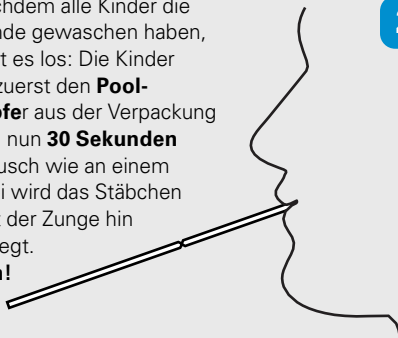 chdem alle Kinder die
nde gewaschen haben,
t es los: Die Kinder
zuerst den Pool-
fer aus der Verpackung
nun 30 Sekunden
usch wie an einem
i wird das Stäbchen
der Zunge hin
egt.